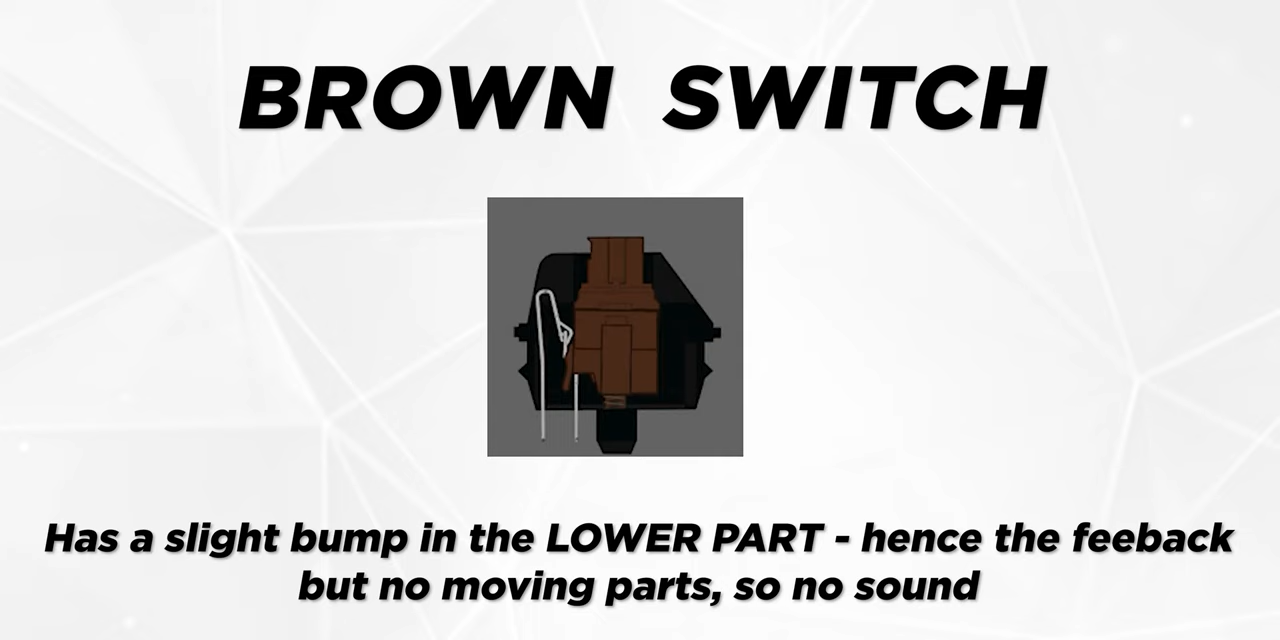 BROWN SWITCH
Has a slight bump in the LOWER PART - hence the feeback
but no moving parts, so no sound